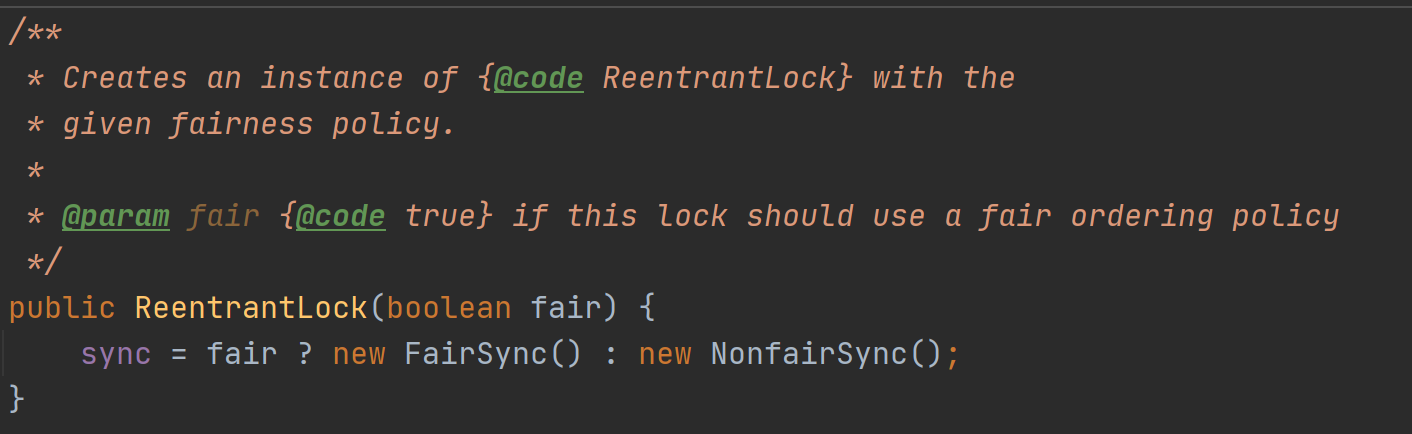 /**
 * Creates an instance of {@code ReentrantLock} with the
 * given fairness policy.
 *
 * @param fair {@code true} if this lock should use a fair ordering policy
 */
public ReentrantLock(boolean fair) {
    sync = fair ? new FairSync() : new NonfairSync();
}